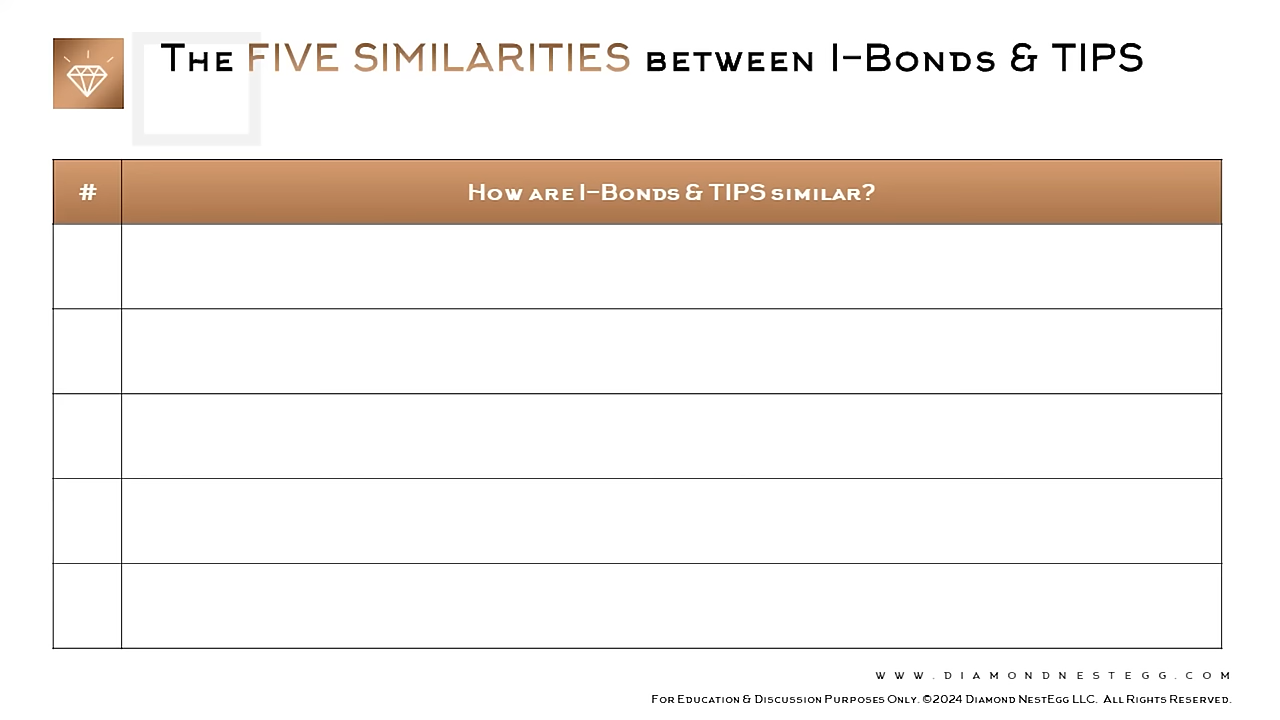 The FIVE SIMILARITIES between I-Bonds & TIPS
#
How are I-Bonds & TIPS similar?
WWW.DIAMONDNESTEGG.COM
For Education & Discussion Purposes Only. ©2024 Diamond NestEgg LLC. All Rights Reserved.